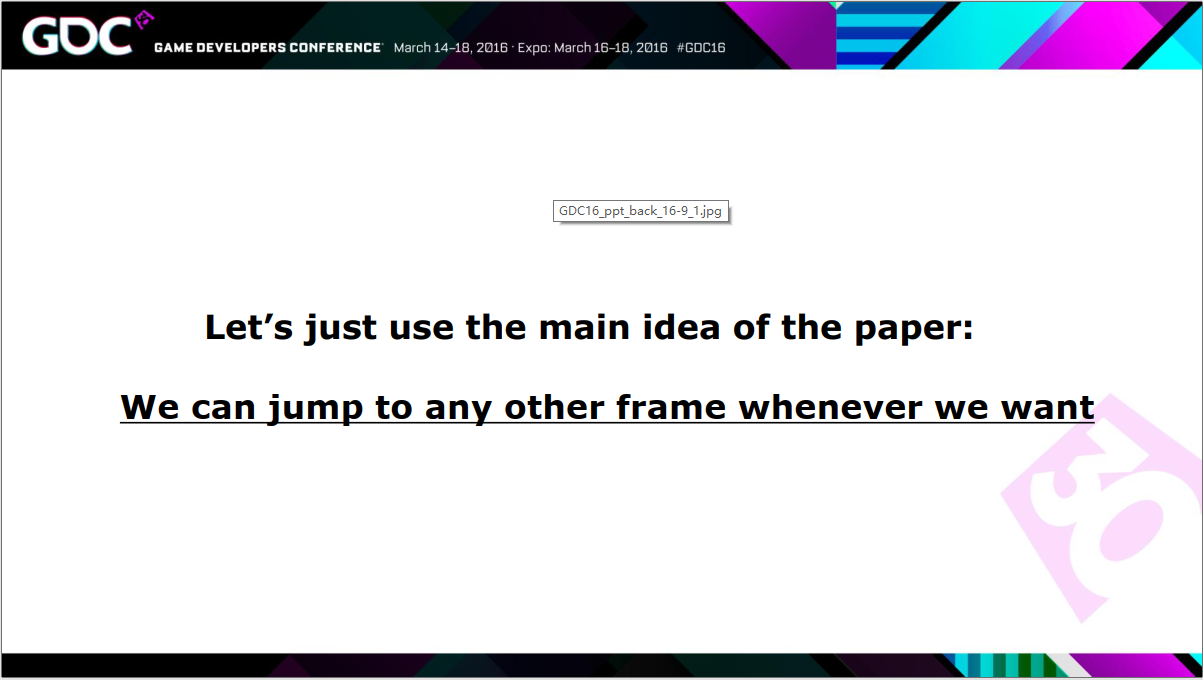 GDC
GAME DEVELOPERS CONFERENCE March 14–18, 2016 · Expo: March 16–18, 2016 #GDC16
GDC16_ppt_back_16-9_1.jpg
Let’s just use the main idea of the paper:
We can jump to any other frame whenever we want
30